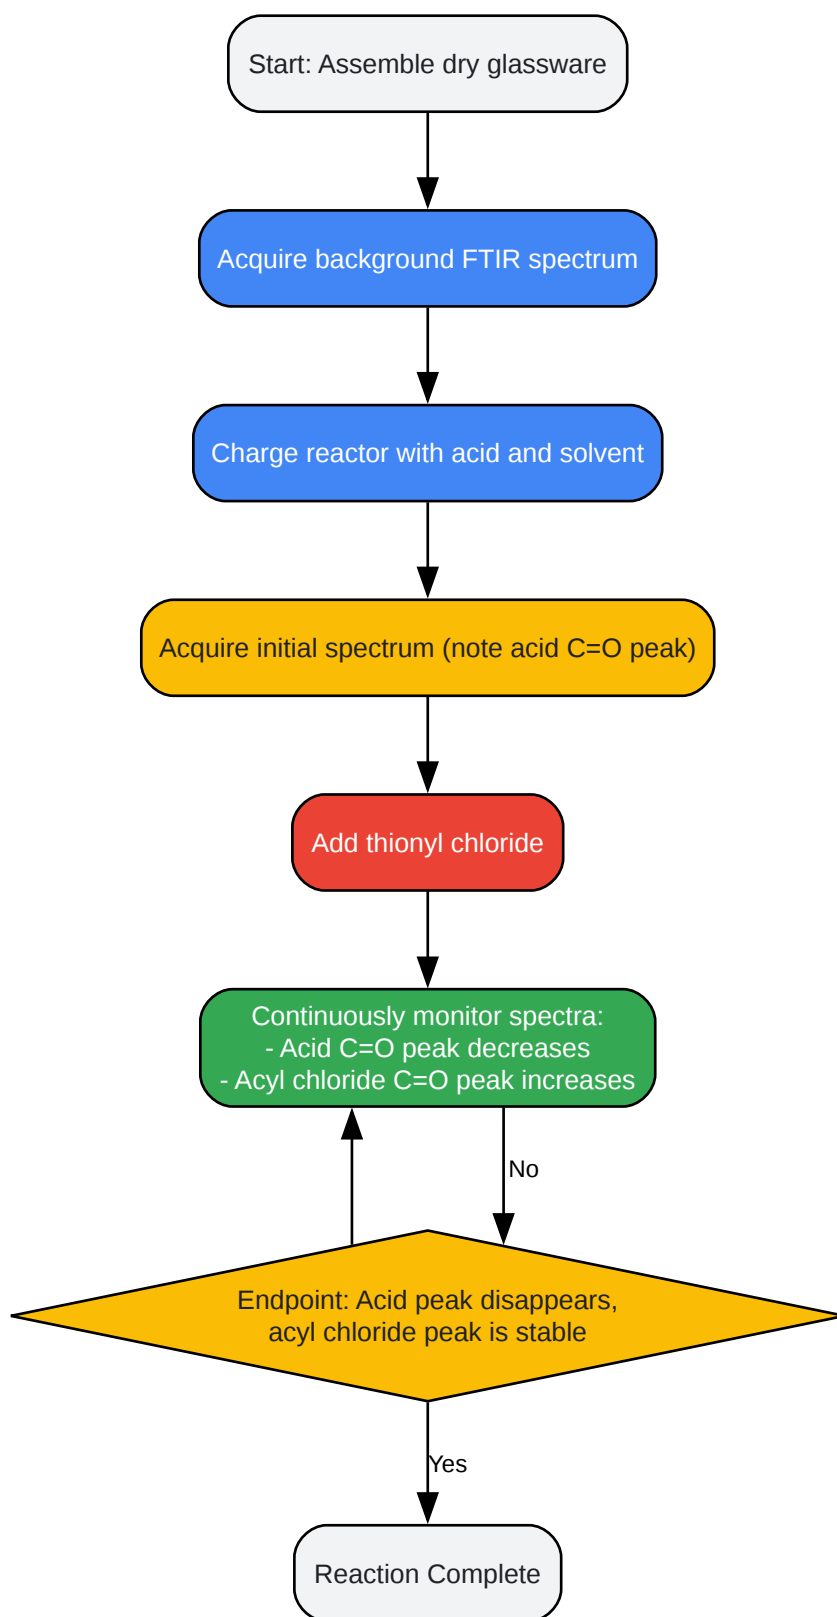 Start: Assemble dry glassware
Acquire background FTIR spectrum
Charge reactor with acid and solvent
Acquire initial spectrum (note acid C=O peak)
Add thionyl chloride
Continuously monitor spectra:
- Acid C=O peak decreases
- Acyl chloride C=O peak increases
No
Endpoint: Acid peak disappears,
acyl chloride peak is stable
Yes
Reaction Complete